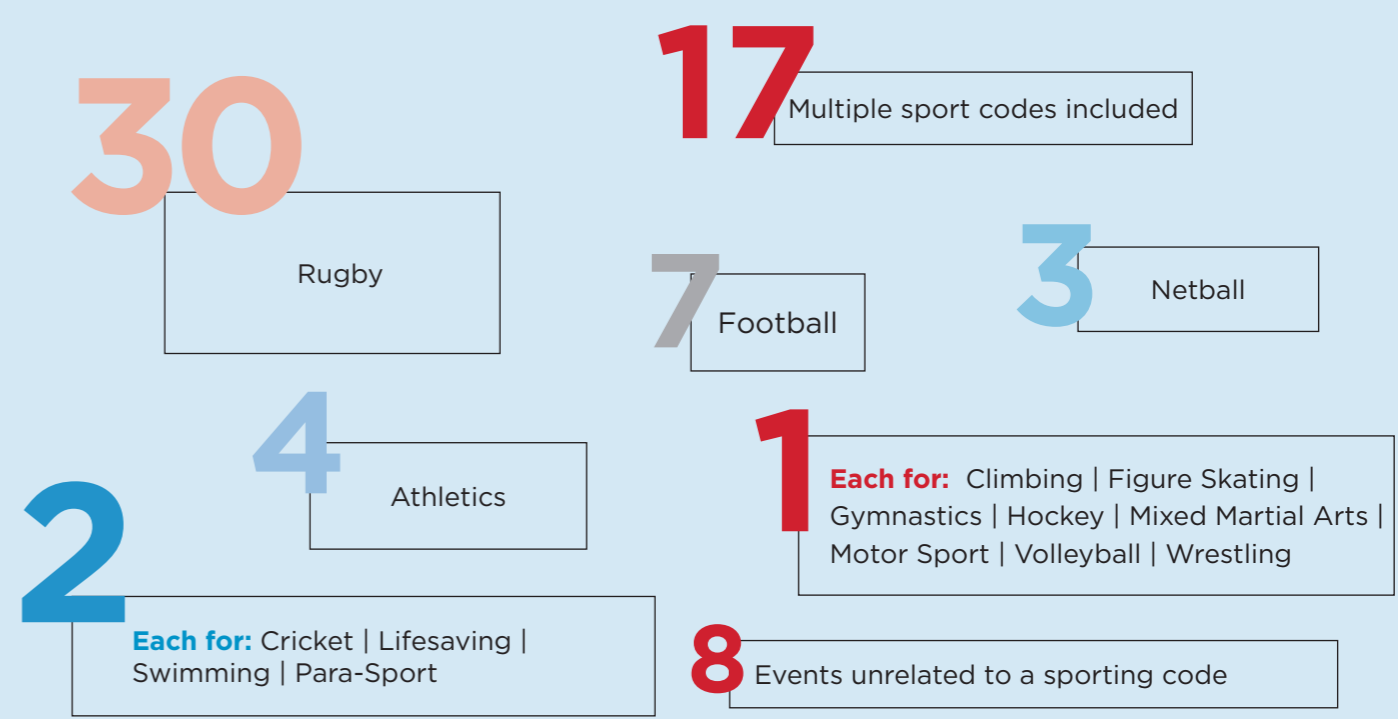 30
Rugby
17
Multiple sport codes included
7
Football
3
Netball
4
Athletics
1
Each for: Climbing | Figure Skating |
Gymnastics | Hockey | Mixed Martial Arts |
Motor Sport | Volleyball | Wrestling
2
Each for: Cricket | Lifesaving |
Swimming | Para-Sport
8
Events unrelated to a sporting code